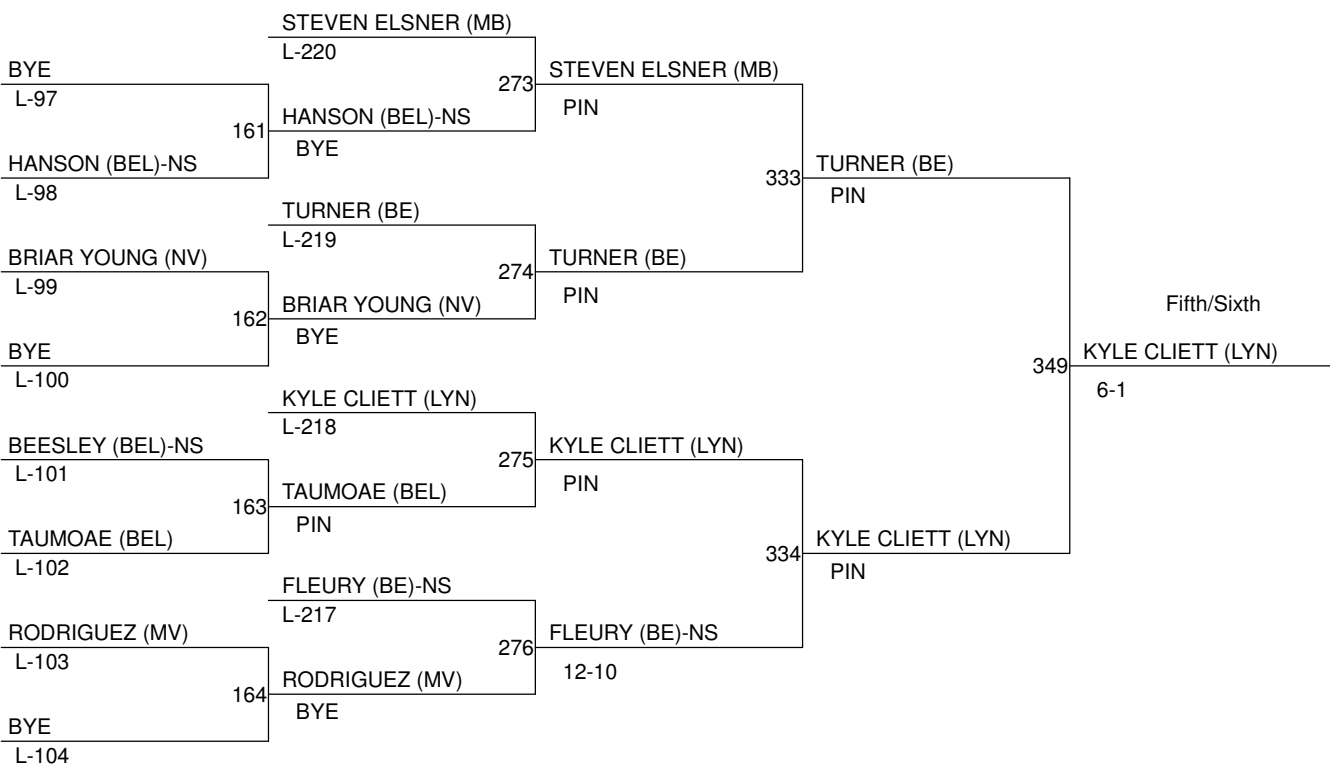 STEVEN ELSNER (MB)
L-220
BYE
L-97
273
STEVEN ELSNER (MB)
PIN
161
HANSON (BEL)-NS
BYE
HANSON (BEL)-NS
L-98
333
TURNER (BE)
PIN
TURNER (BE)
L-219
BRIAR YOUNG (NV)
L-99
274
TURNER (BE)
PIN
162
BRIAR YOUNG (NV)
BYE
Fifth/Sixth
BYE
L-100
349
KYLE CLIETT (LYN)
6-1
KYLE CLIETT (LYN)
L-218
BEESLEY (BEL)-NS
L-101
275
KYLE CLIETT (LYN)
PIN
163
TAUMOAE (BEL)
PIN
TAUMOAE (BEL)
L-102
334
KYLE CLIETT (LYN)
PIN
FLEURY (BE)-NS
L-217
RODRIGUEZ (MV)
L-103
276
FLEURY (BE)-NS
12-10
164
RODRIGUEZ (MV)
BYE
BYE
L-104